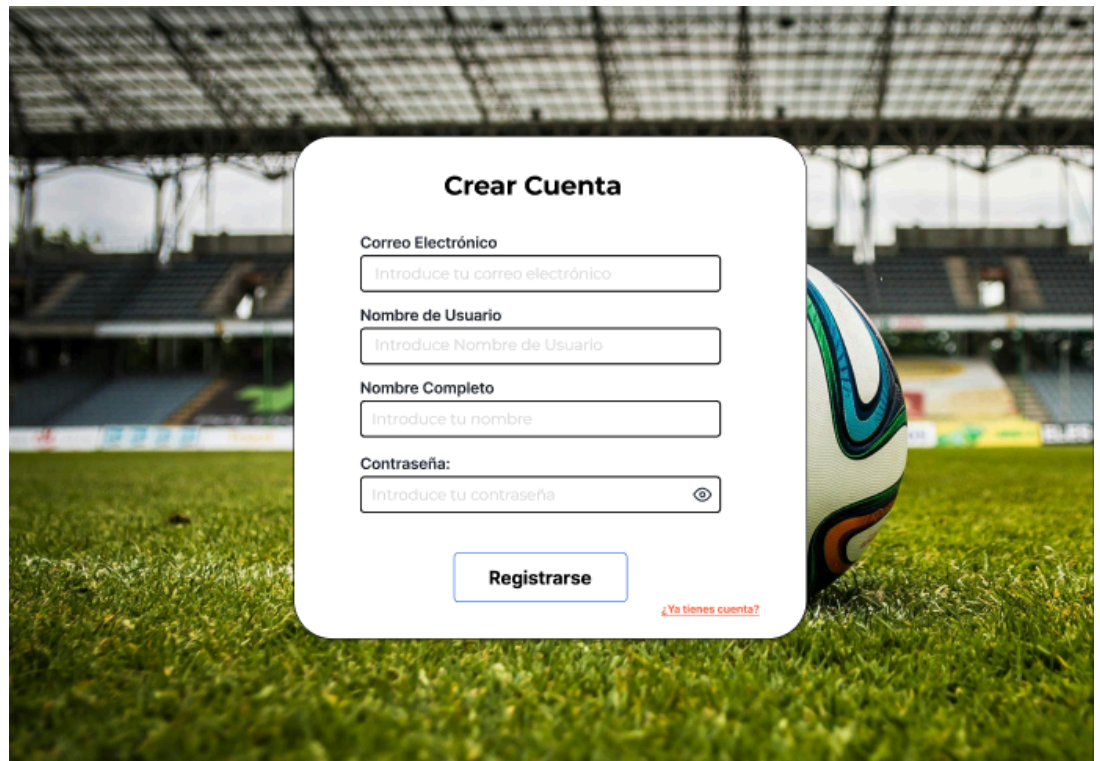 Crear Cuenta
Correo Electrónico
Introduce tu correo electrónico
Nombre de Usuario
Introduce Nombre de Usuario
Nombre Completo
Introduce tu nombre
Contraseña:
Introduce tu contraseña
Registrarse
¿Ya tienes cuenta?